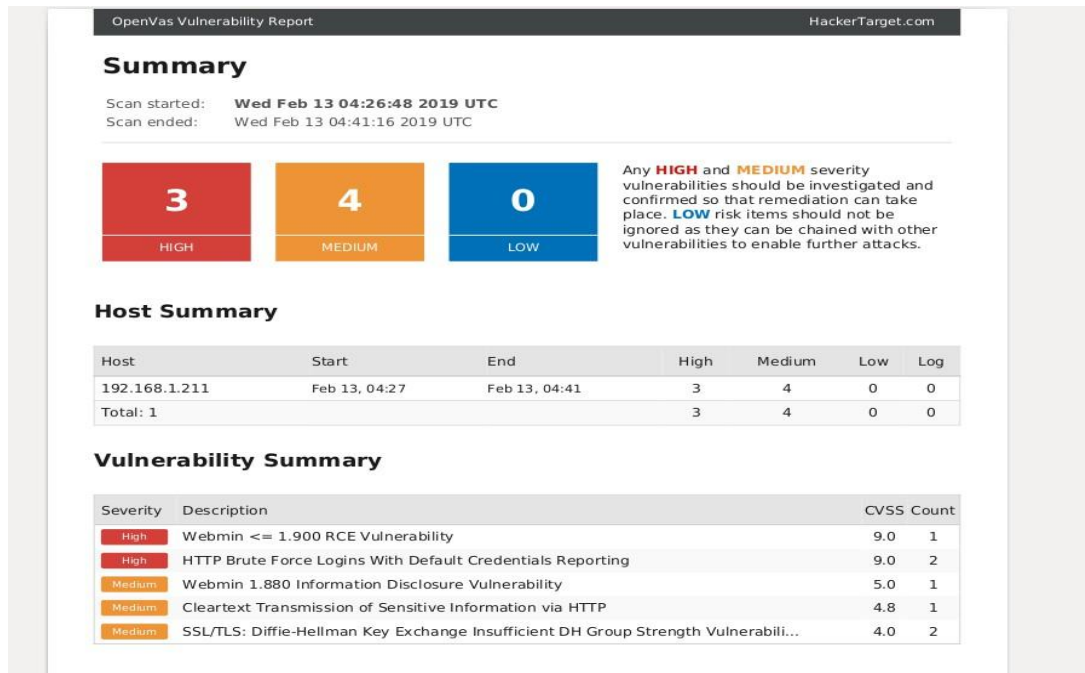 OpenVas Vulnerability Report HackerTarget.com
Summary
Scan started: Wed Feb 13 04:26:48 2019 UTC
Scan ended: Wed Feb 13 04:41:16 2019 UTC
3 4 0
HIGH MEDIUM LOW
Any HIGH and MEDIUM severity
vulnerabilities should be investigated and
confirmed so that remediation can take
place. LOW risk items should not be
ignored as they can be chained with other
vulnerabilities to enable further attacks.
Host Summary
Host Start End High Medium Low Log
192.168.1.211 Feb 13, 04:27 Feb 13, 04:41 3 4 0 0
Total: 1 3 4 0 0
Vulnerability Summary
Severity Description CVSS Count
High Webmin <= 1.900 RCE Vulnerability 9.0 1
High HTTP Brute Force Logins With Default Credentials Reporting 9.0 2
Medium Webmin 1.880 Information Disclosure Vulnerability 5.0 1
Medium Cleartext Transmission of Sensitive Information via HTTP 4.8 1
Medium SSL/TLS: Diffie-Hellman Key Exchange Insufficient DH Group Strength Vulnerabili... 4.0 2